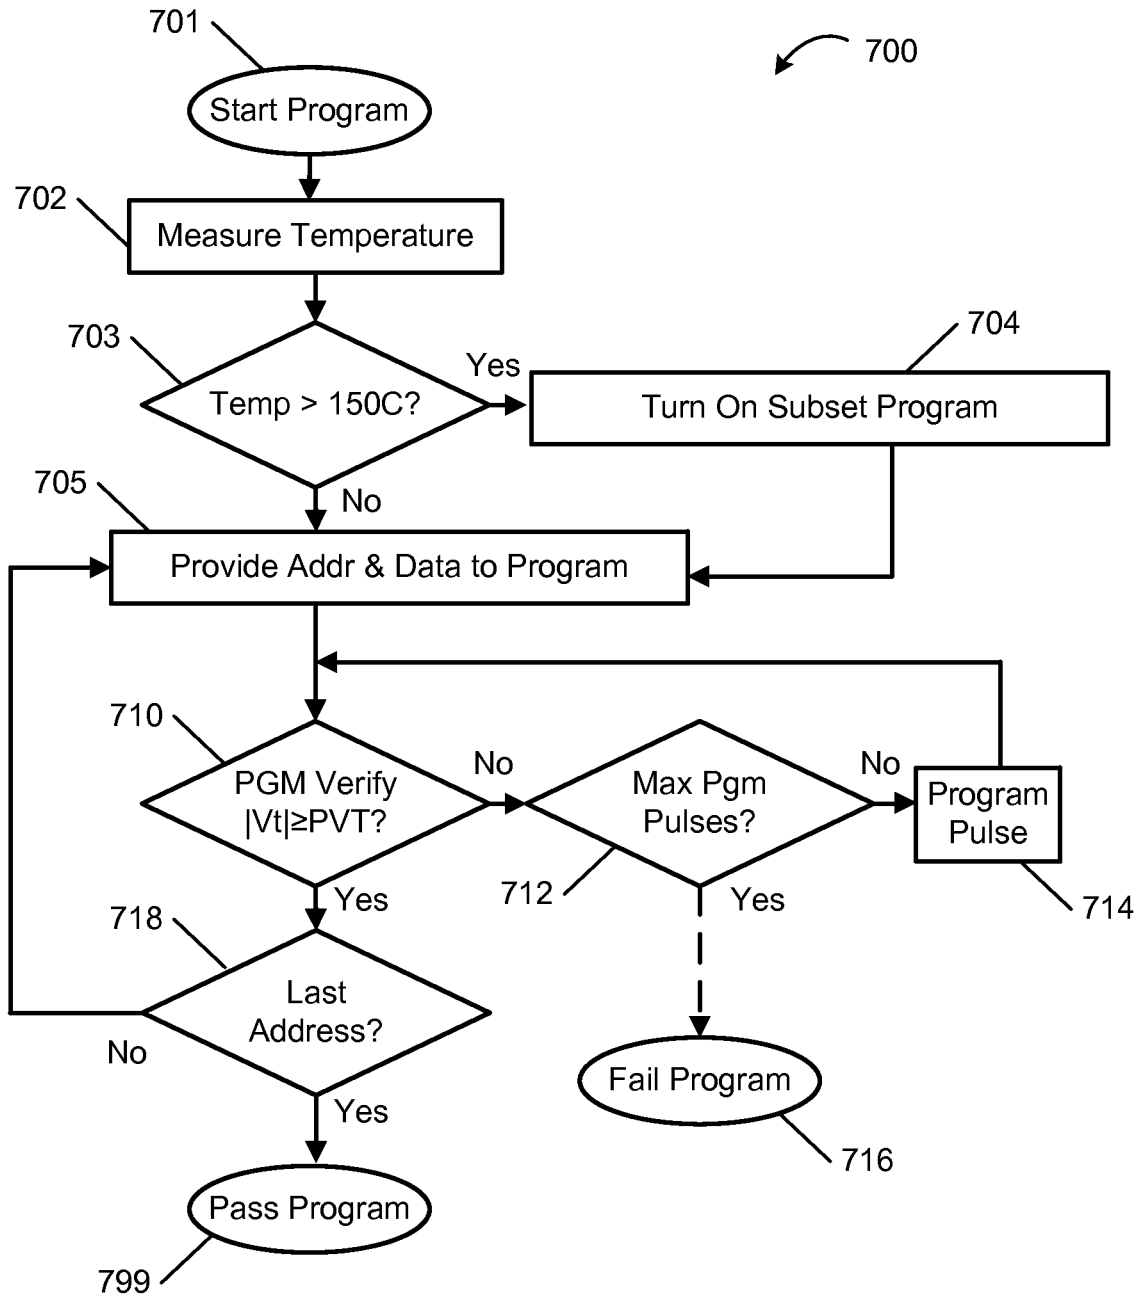 701
700
Start Program
702
Measure Temperature
703
704
Yes
Temp > 150C?
Turn On Subset Program
705
No
Provide Addr & Data to Program
710
PGM Verify
|Vt|≥PVT?
No
Max Pgm
Pulses?
No
Program
Pulse
Yes
712
Yes
714
718
Last
Address?
No
Fail Program
Yes
716
Pass Program
799